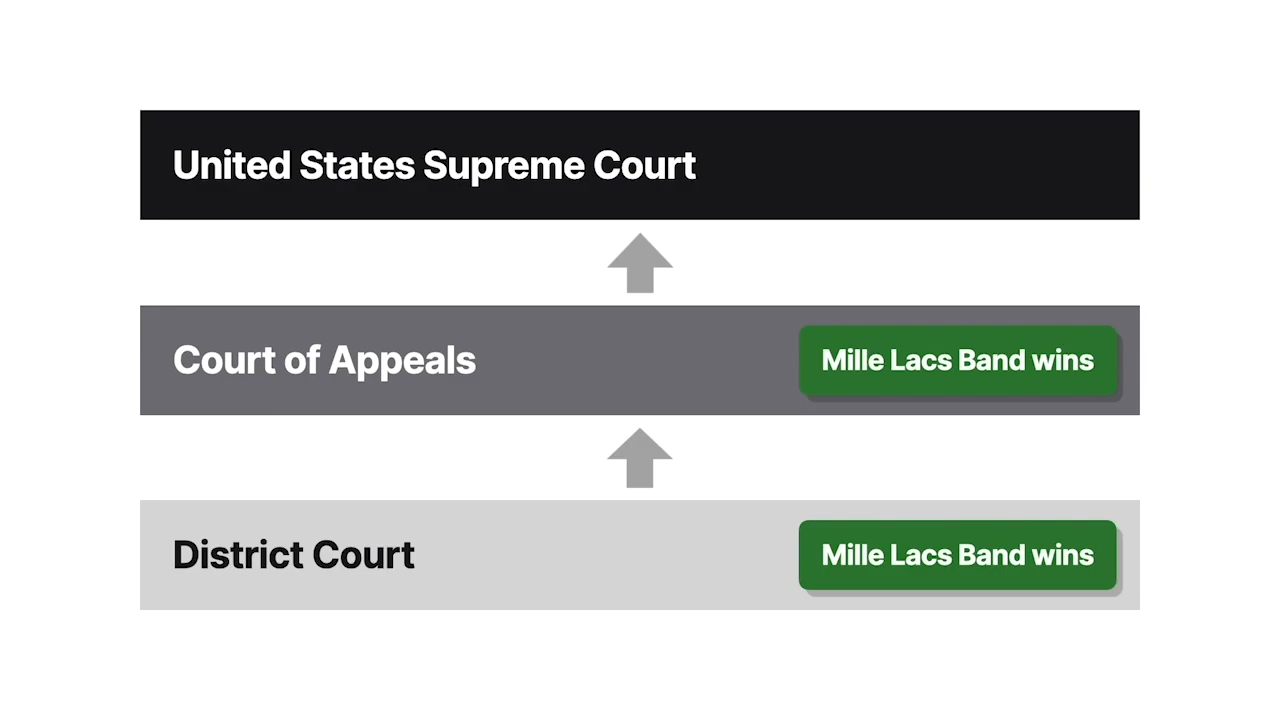 United States Supreme Court
Court of Appeals
Mille Lacs Band wins
District Court
Mille Lacs Band wins